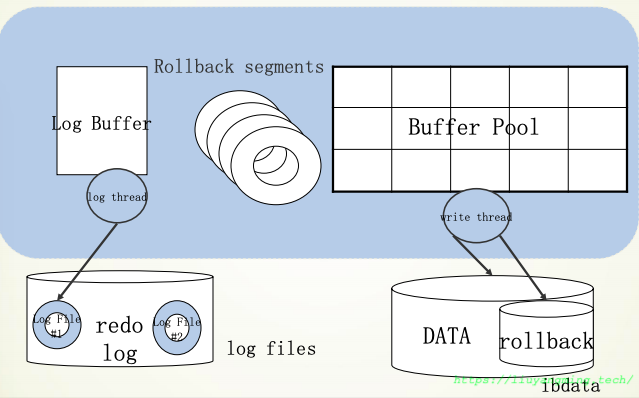 Rollback segments
Log Buffer
Buffer Pool
log thread
write thread
Log File
#1
redo
log
Log File
#2
log files
DATA
rollback
https://liuyangming.tech/
ibdata